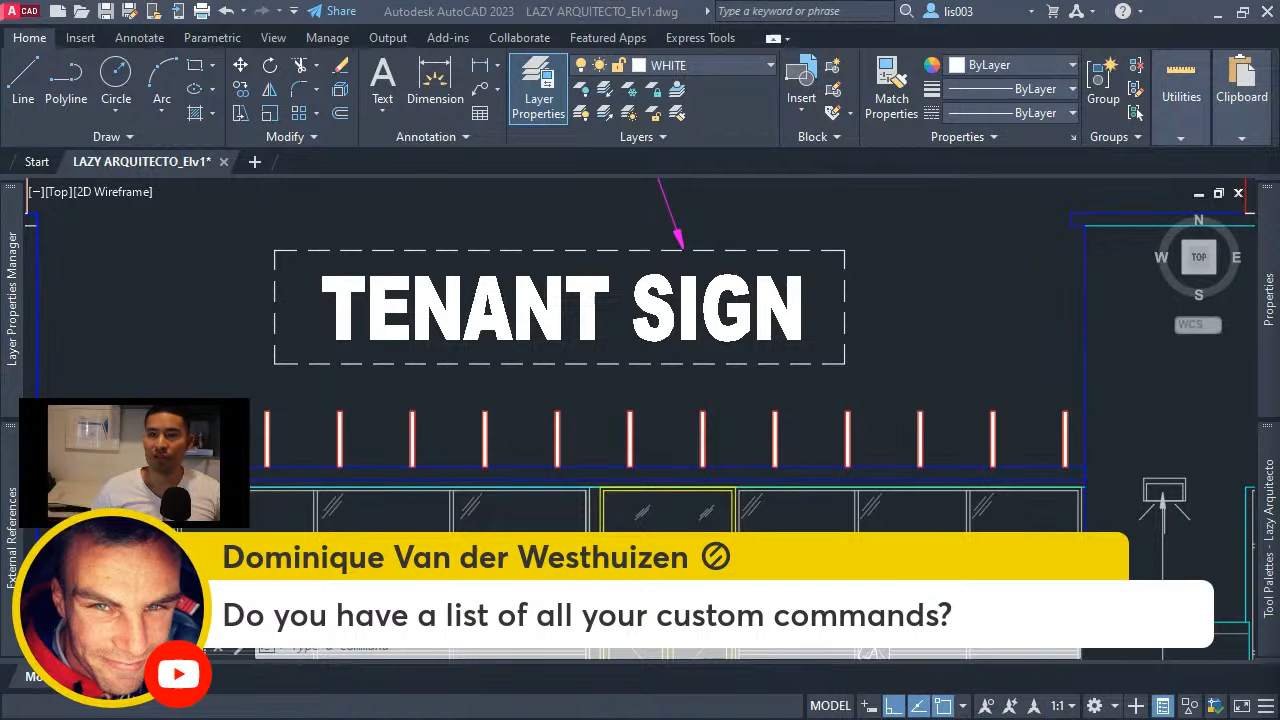 CAD
Share
Autodesk AutoCAD 2023
LAZY ARQUITECTO_Elv1.dwg
Type a keyword or phrase
lis003
Home
Insert
Annotate
Parametric
View
Manage
Output
Add-ins
Collaborate
Featured Apps
Express Tools
Line
Polyline
Circle
Arc
Text
Dimension
Layer
Properties
WHITE
Insert
Match
Properties
ByLayer
ByLayer
ByLayer
Group
Utilities
Clipboard
Draw
Modify
Annotation
Layers
Block
Properties
Groups
Start
LAZY ARQUITECTO_Elv1*
[−][Top][2D Wireframe]
N
W
TOP
E
S
WCS
TENANT SIGN
Layer Properties Manager
External References
Properties
Tool Palettes - Lazy Arquitecto
Dominique Van der Westhuizen
Do you have a list of all your custom commands?
Type a command
MODEL
1:1